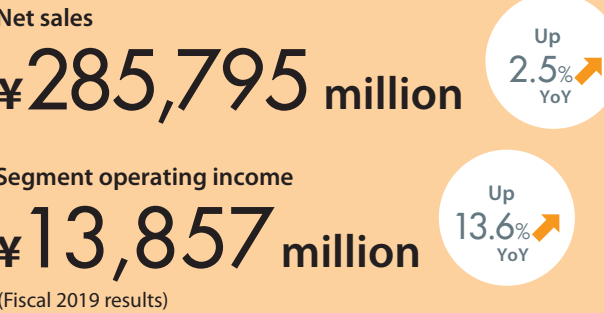 Net sales
¥285,795 million
Up
2.5%
YoY
Segment operating income
¥13,857 million
Up
13.6%
YoY
(Fiscal 2019 results)